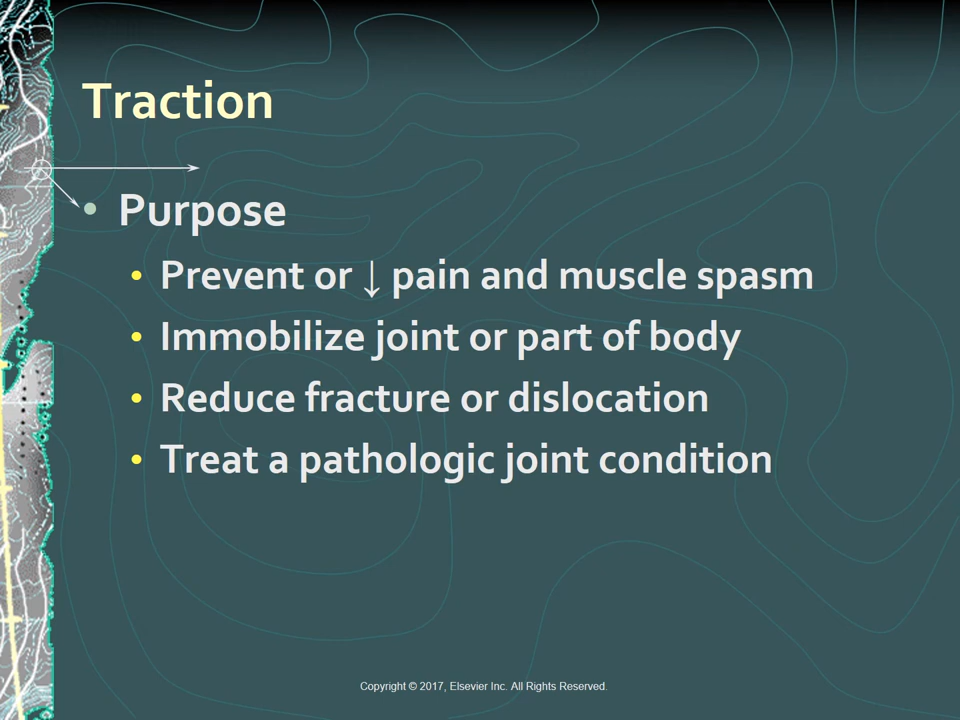 Traction
• Purpose
• Prevent or ↓ pain and muscle spasm
• Immobilize joint or part of body
• Reduce fracture or dislocation
• Treat a pathologic joint condition
Copyright © 2017, Elsevier Inc. All Rights Reserved.